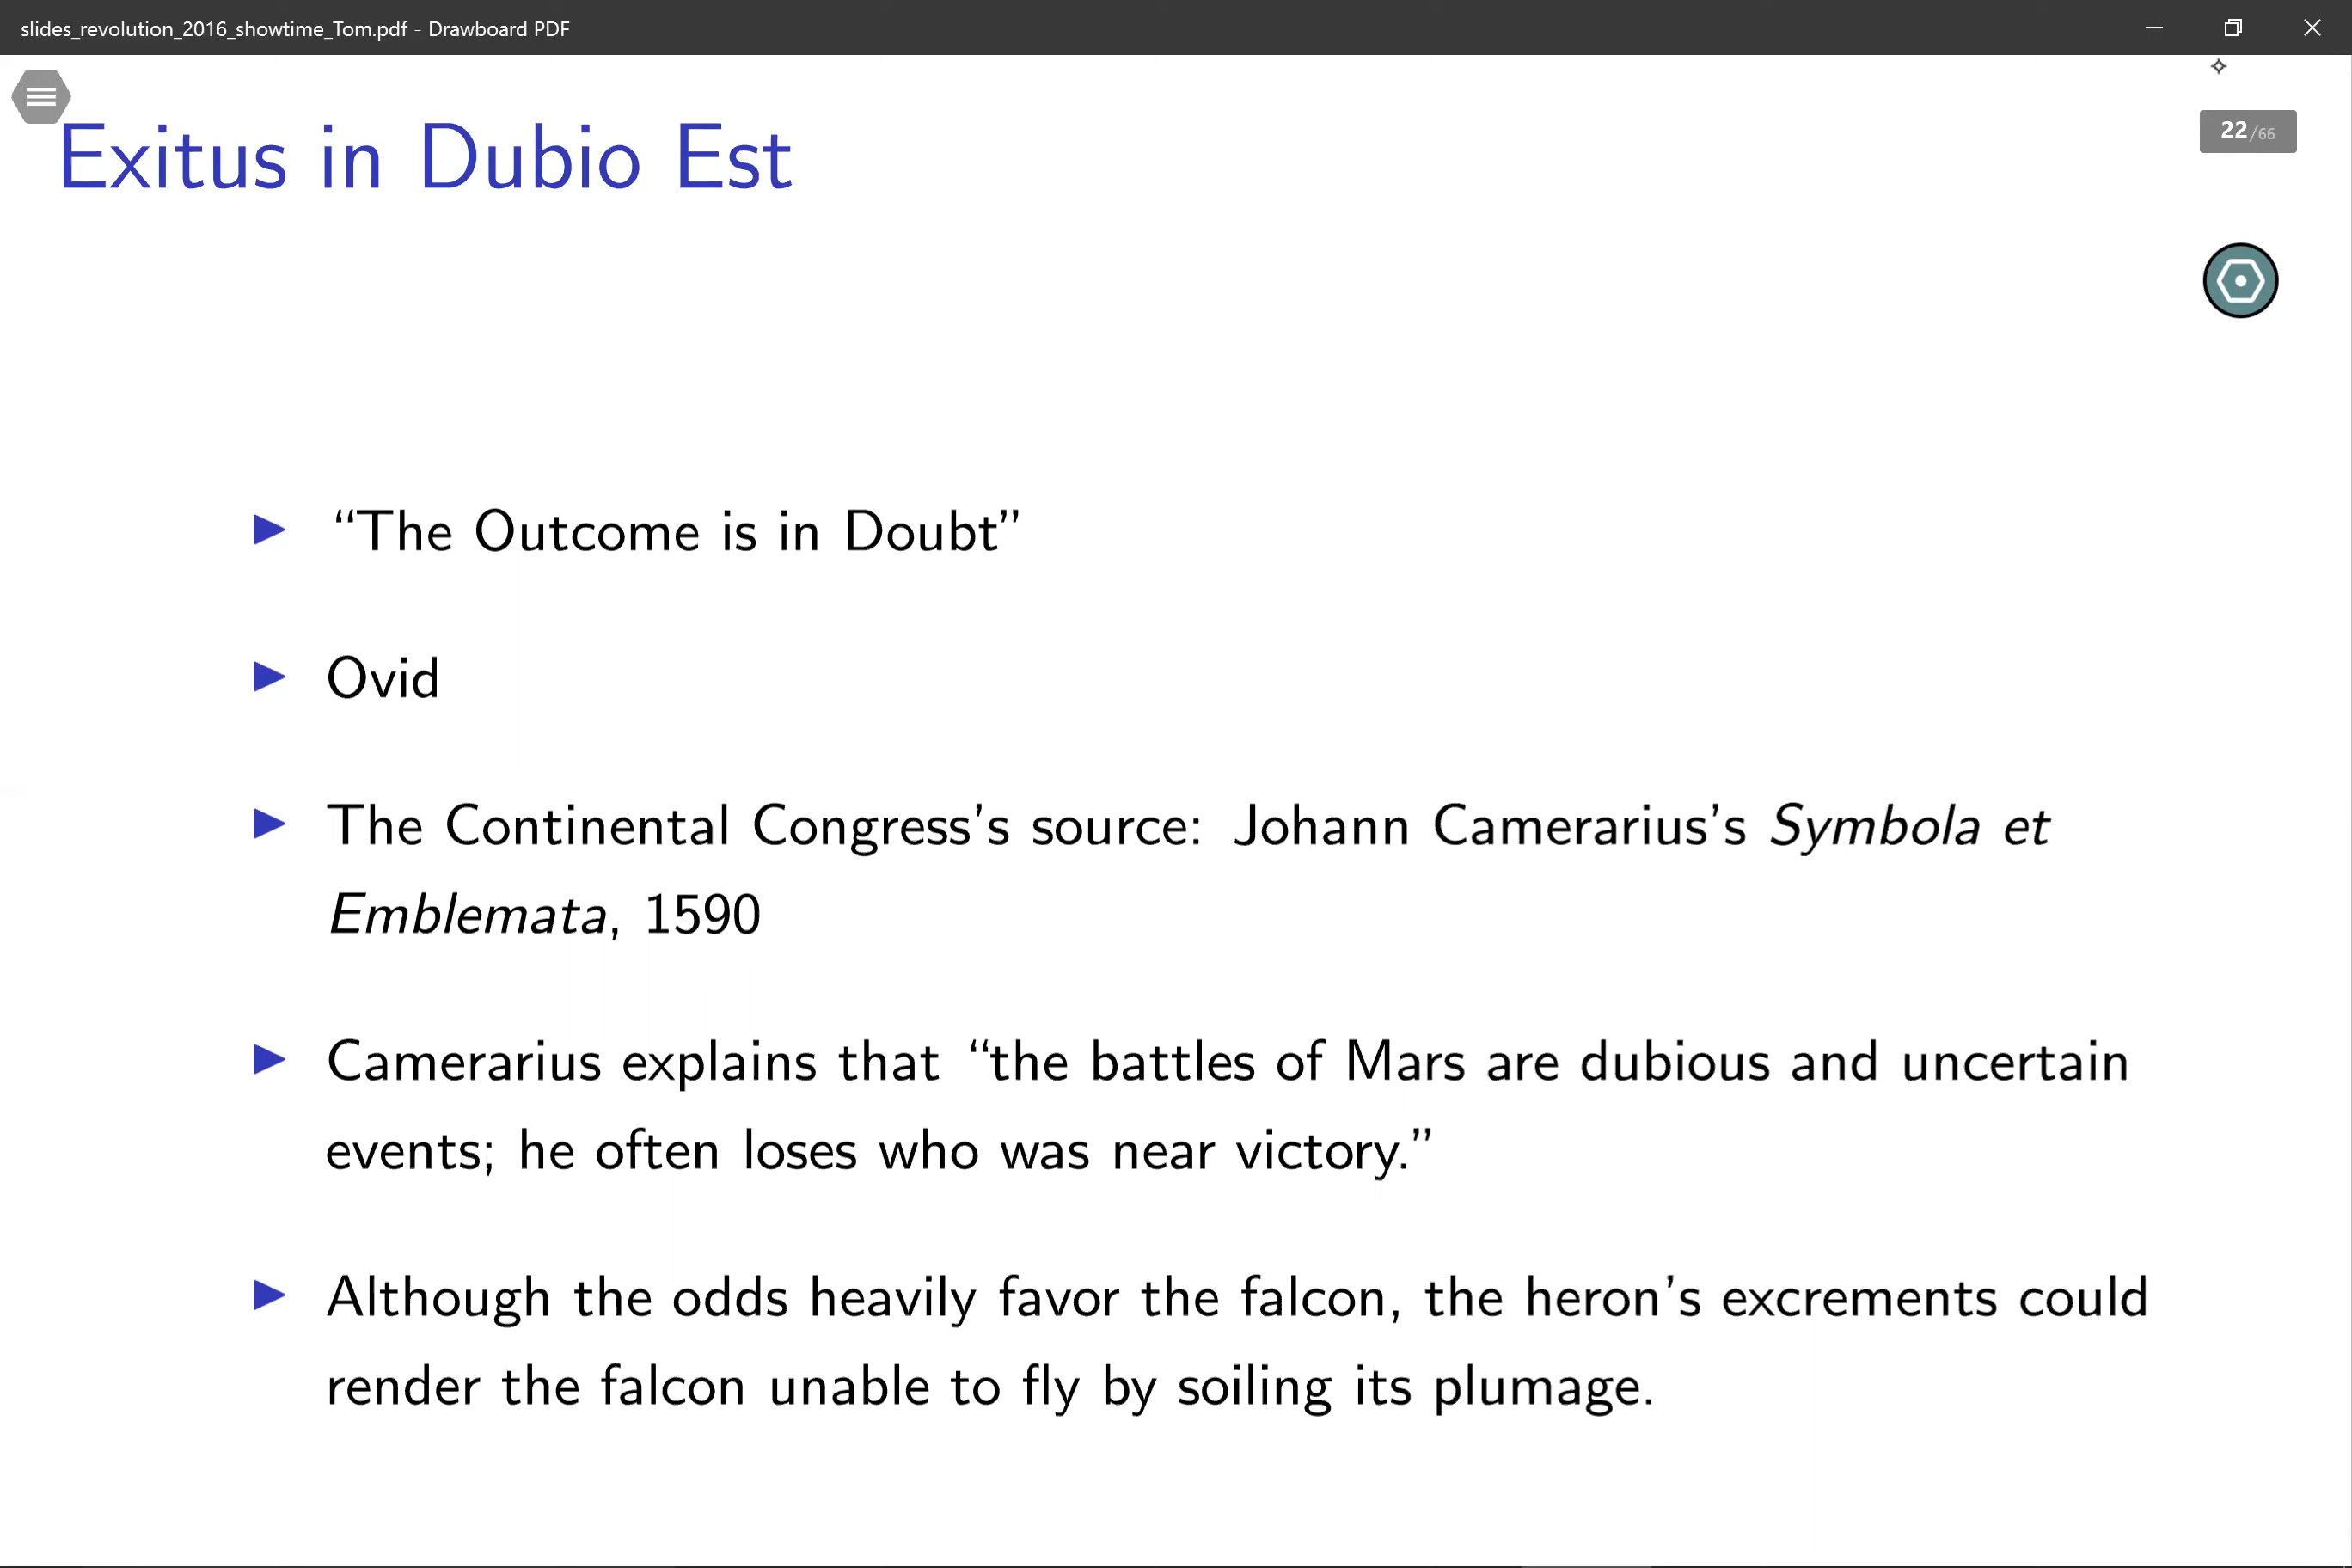 slides_revolution_2016_showtime_Tom.pdf - Drawboard PDF
22/66
Exitus in Dubio Est
“The Outcome is in Doubt”
Ovid
The Continental Congress’s source: Johann Camerarius’s Symbola et
Emblemata, 1590
Camerarius explains that “the battles of Mars are dubious and uncertain
events; he often loses who was near victory.”
Although the odds heavily favor the falcon, the heron’s excrements could
render the falcon unable to fly by soiling its plumage.